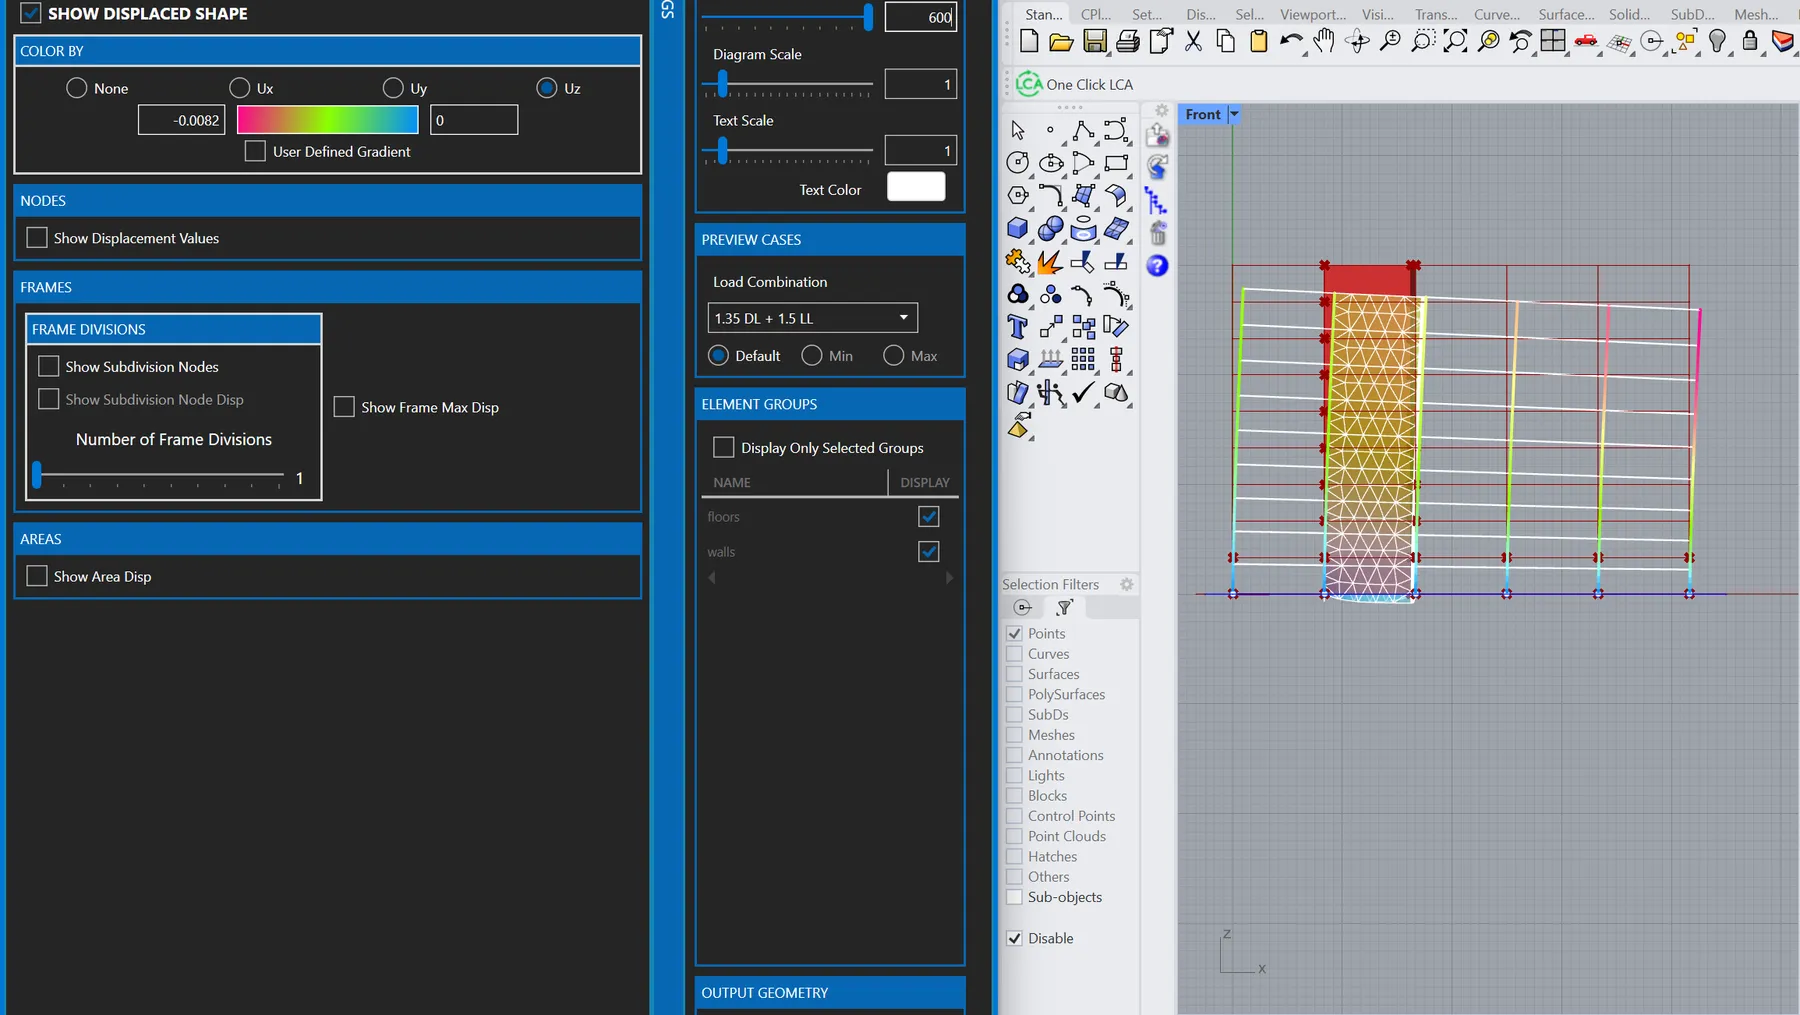 SHOW DISPLACED SHAPE
COLOR BY
None
Ux
Uy
Uz
-0.0082
0
User Defined Gradient
NODES
Show Displacement Values
FRAMES
FRAME DIVISIONS
Show Subdivision Nodes
Show Subdivision Node Disp
Number of Frame Divisions
1
Show Frame Max Disp
AREAS
Show Area Disp
GS
600
Diagram Scale
1
Text Scale
1
Text Color
PREVIEW CASES
Load Combination
1.35 DL + 1.5 LL
Default
Min
Max
ELEMENT GROUPS
Display Only Selected Groups
NAME
DISPLAY
floors
walls
OUTPUT GEOMETRY
Stan...
CPl...
Set...
Dis...
Sel...
Viewport...
Visi...
Trans...
Curve...
Surface...
Solid...
SubD...
Mesh...
LCA One Click LCA
Front
Selection Filters
Points
Curves
Surfaces
PolySurfaces
SubDs
Meshes
Annotations
Lights
Blocks
Control Points
Point Clouds
Hatches
Others
Sub-objects
Disable
z
x